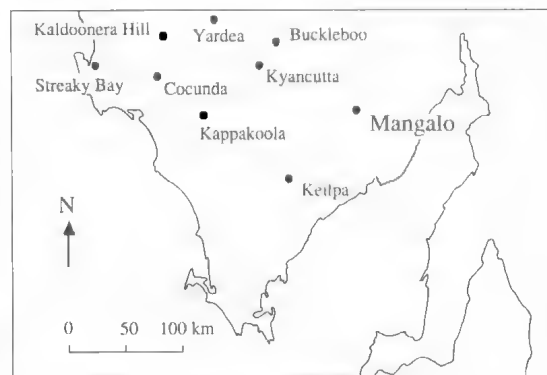 Kaldoonera Hill
Yardea
Buckleboo
Streaky Bay
Cocunda
Kyancutta
Kappakoola
Mangalo
Keilpa
N
0 50 100 km